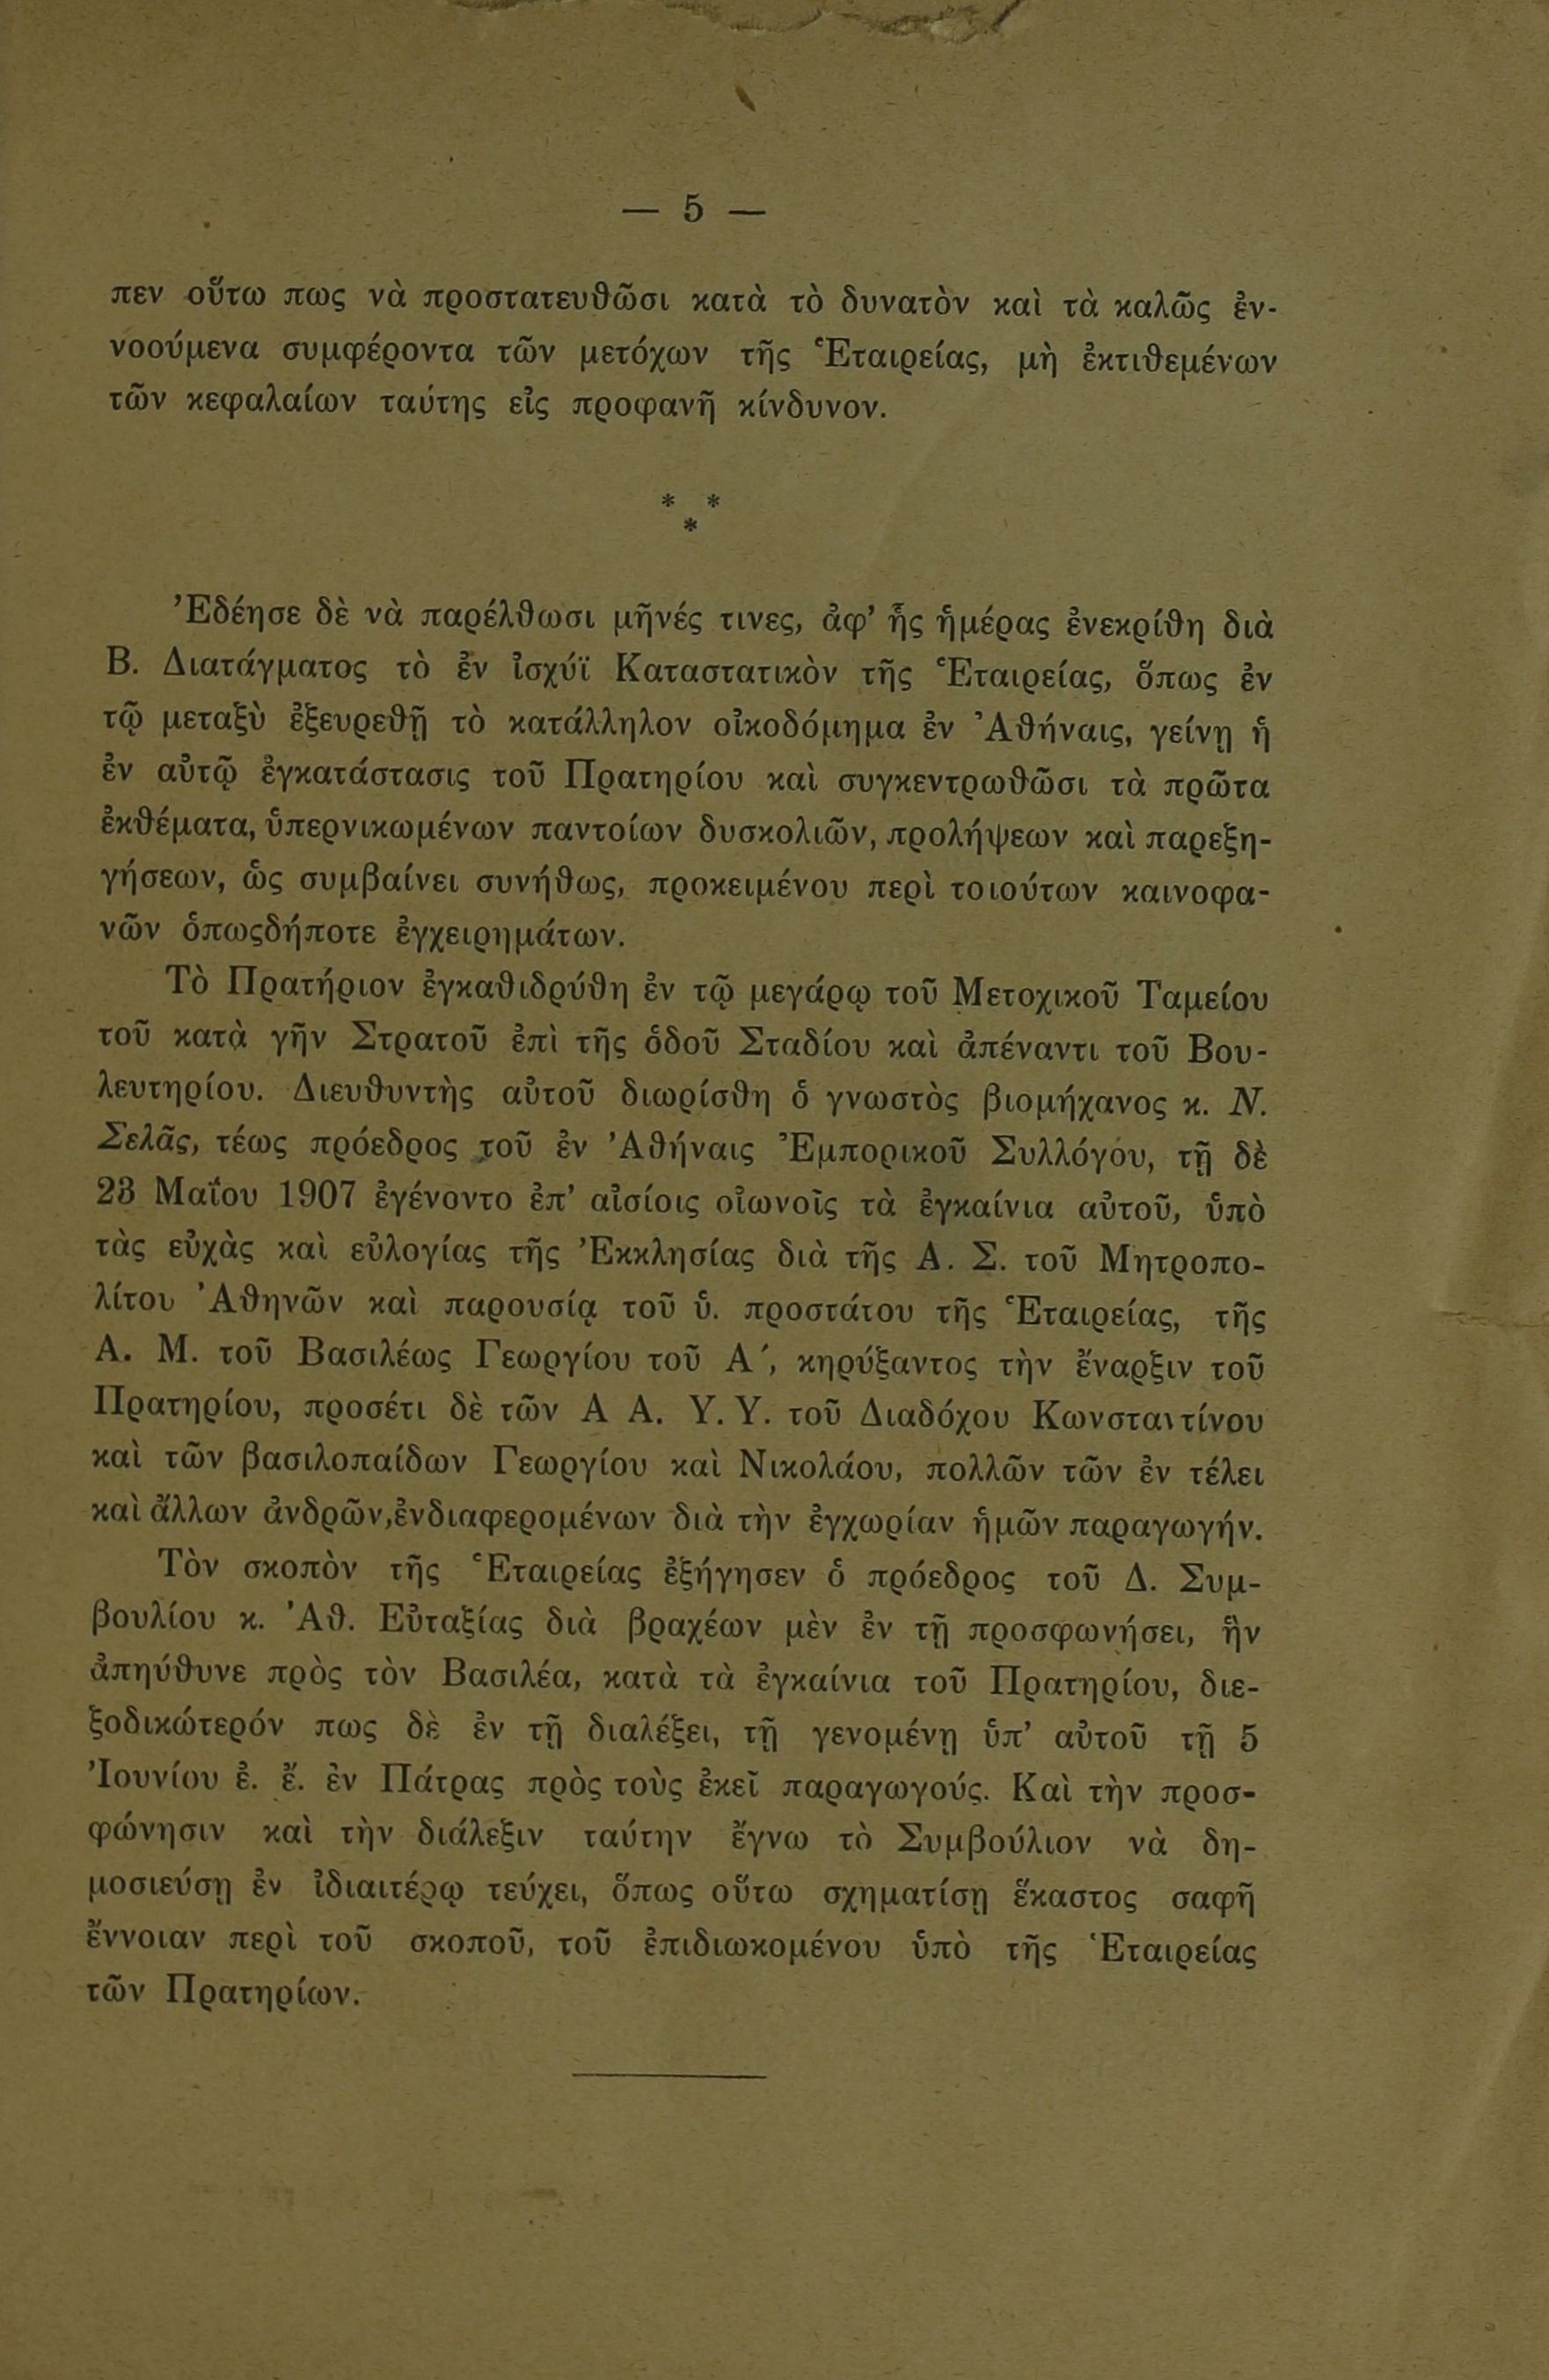 — 5 —
πεν οὕτω πως νὰ προστατευθῶσι κατὰ τὸ δυνατὸν καὶ τὰ καλῶς ἐν-
νοούμενα συμφέροντα τῶν μετόχων τῆς Ἑταιρείας, μὴ ἐκτιθεμένων
τῶν κεφαλαίων ταύτης εἰς προφανῆ κίνδυνον.
* *
*
Ἐδέησε δὲ νὰ παρέλθωσι μῆνές τινες, ἀφ’ ἧς ἡμέρας ἐνεκρίθη διὰ
Β. Διατάγματος τὸ ἐν ἰσχύϊ Καταστατικὸν τῆς Ἑταιρείας, ὅπως ἐν
τῷ μεταξὺ ἐξευρεθῇ τὸ κατάλληλον οἰκοδόμημα ἐν Ἀθήναις, γείνῃ ἡ
ἐν αὐτῷ ἐγκατάστασις τοῦ Πρατηρίου καὶ συγκεντρωθῶσι τὰ πρῶτα
ἐκθέματα, ὑπερνικωμένων παντοίων δυσκολιῶν, προλήψεων καὶ παρεξη-
γήσεων, ὡς συμβαίνει συνήθως, προκειμένου περὶ τοιούτων καινοφα-
νῶν ὁπωςδήποτε ἐγχειρημάτων.
Τὸ Πρατήριον ἐγκαθιδρύθη ἐν τῷ μεγάρῳ τοῦ Μετοχικοῦ Ταμείου
τοῦ κατὰ γῆν Στρατοῦ ἐπὶ τῆς ὁδοῦ Σταδίου καὶ ἀπέναντι τοῦ Βου-
λευτηρίου. Διευθυντὴς αὐτοῦ διωρίσθη ὁ γνωστὸς βιομήχανος κ. Ν.
Σελᾶς, τέως πρόεδρος τοῦ ἐν Ἀθήναις Ἐμπορικοῦ Συλλόγου, τῇ δὲ
23 Μαΐου 1907 ἐγένοντο ἐπ’ αἰσίοις οἰωνοῖς τὰ ἐγκαίνια αὐτοῦ, ὑπὸ
τὰς εὐχὰς καὶ εὐλογίας τῆς Ἐκκλησίας διὰ τῆς Α. Σ. τοῦ Μητροπο-
λίτου Ἀθηνῶν καὶ παρουσίᾳ τοῦ ὑ. προστάτου τῆς Ἑταιρείας, τῆς
Α. Μ. τοῦ Βασιλέως Γεωργίου τοῦ Α´, κηρύξαντος τὴν ἔναρξιν τοῦ
Πρατηρίου, προσέτι δὲ τῶν Α Α. Υ. Υ. τοῦ Διαδόχου Κωνσταντίνου
καὶ τῶν βασιλοπαίδων Γεωργίου καὶ Νικολάου, πολλῶν τῶν ἐν τέλει
καὶ ἄλλων ἀνδρῶν,ἐνδιαφερομένων διὰ τὴν ἐγχωρίαν ἡμῶν παραγωγήν.
Τὸν σκοπὸν τῆς Ἑταιρείας ἐξήγησεν ὁ πρόεδρος τοῦ Δ. Συμ-
βουλίου κ. Ἀθ. Εὐταξίας διὰ βραχέων μὲν ἐν τῇ προσφωνήσει, ἣν
ἀπηύθυνε πρὸς τὸν Βασιλέα, κατὰ τὰ ἐγκαίνια τοῦ Πρατηρίου, διε-
ξοδικώτερόν πως δὲ ἐν τῇ διαλέξει, τῇ γενομένῃ ὑπ’ αὐτοῦ τῇ 5
Ἰουνίου ἐ. ἔ. ἐν Πάτρας πρὸς τοὺς ἐκεῖ παραγωγούς. Καὶ τὴν προσ-
φώνησιν καὶ τὴν διάλεξιν ταύτην ἔγνω τὸ Συμβούλιον νὰ δη-
μοσιεύσῃ ἐν ἰδιαιτέρῳ τεύχει, ὅπως οὕτω σχηματίσῃ ἕκαστος σαφῆ
ἔννοιαν περὶ τοῦ σκοποῦ, τοῦ ἐπιδιωκομένου ὑπὸ τῆς Ἑταιρείας
τῶν Πρατηρίων.